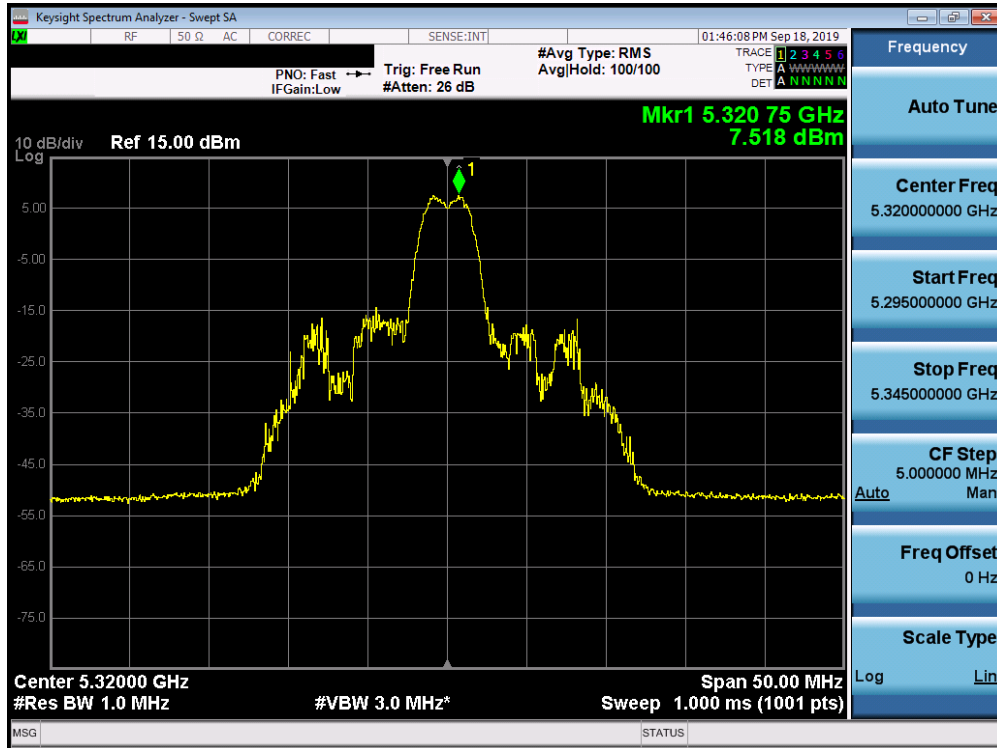 Keysight Spectrum Analyzer - Swept SA
LXI RF 50 Ω AC CORREC SENSE:INT 01:46:08 PM Sep 18, 2019
PNO: Fast
IFGain:Low
Trig: Free Run
#Atten: 26 dB
#Avg Type: RMS
Avg|Hold: 100/100
TRACE 1 2 3 4 5 6
TYPE A WWWWW
DET A N N N N N
Mkr1 5.320 75 GHz
7.518 dBm
10 dB/div Ref 15.00 dBm
Log
1
5.00
-5.00
-15.0
-25.0
-35.0
-45.0
-55.0
-65.0
-75.0
Center 5.32000 GHz Span 50.00 MHz
#Res BW 1.0 MHz #VBW 3.0 MHz* Sweep 1.000 ms (1001 pts)
MSG STATUS
Frequency
Auto Tune
Center Freq
5.320000000 GHz
Start Freq
5.295000000 GHz
Stop Freq
5.345000000 GHz
CF Step
5.000000 MHz
Auto Man
Freq Offset
0 Hz
Scale Type
Log Lin